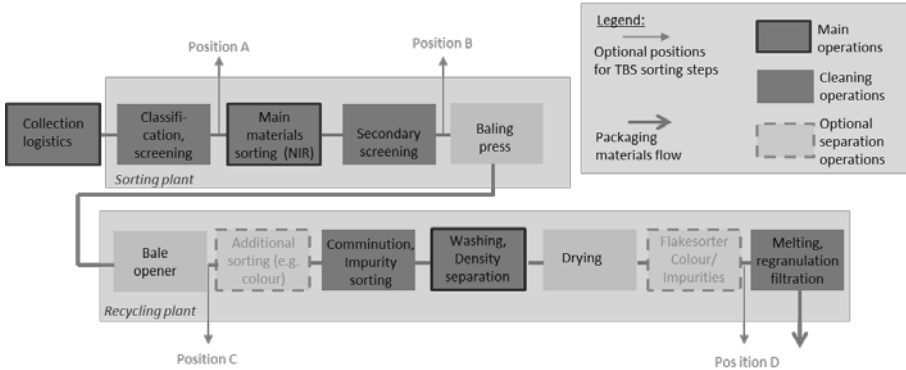 Position A
Position B
Legend:
Optional positions
for TBS sorting steps
Packaging
materials flow
Main
operations
Cleaning
operations
Optional
separation
operations
Collection
logistics
Classifi-
cation,
screening
Main
materials
sorting (NIR)
Secondary
screening
Baling
press
Sorting plant
Bale
opener
Additional
sorting (e.g.
colour)
Comminution,
Impurity
sorting
Washing,
Density
separation
Drying
Flakesorter
Colour/
Impurities
Melting,
regranulation
filtration
Recycling plant
Position C
Pos ition D